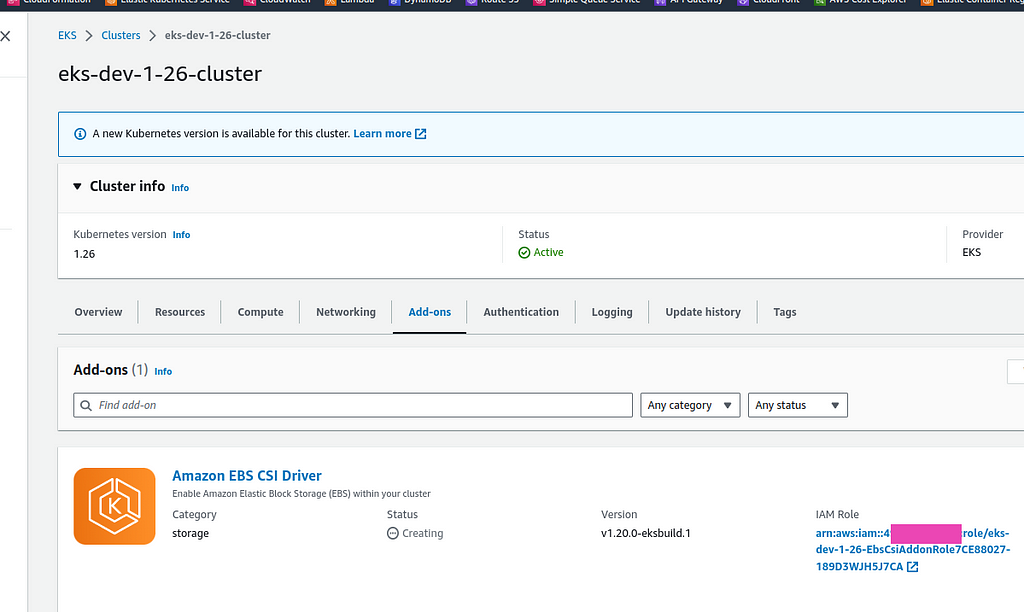 CloudFormation Elastic Kubernetes Service CloudWatch Lambda DynamoDB Route 53 Simple Queue Service API Gateway CloudFront AWS Cost Explorer
EKS Clusters eks-dev-1-26-cluster
eks-dev-1-26-cluster
A new Kubernetes version is available for this cluster. Learn more
Cluster info Info
Kubernetes version Info
1.26
Status
Active
Provider
EKS
Overview Resources Compute Networking Add-ons Authentication Logging Update history Tags
Add-ons (1) Info
Find add-on Any category Any status
Amazon EBS CSI Driver
Enable Amazon Elastic Block Storage (EBS) within your cluster
Category
storage
Status
Creating
Version
v1.20.0-eksbuild.1
IAM Role
arn:aws:iam::4 role/eks-
dev-1-26-EbsCsiAddonRole7CE88027-
189D3WJH5J7CA